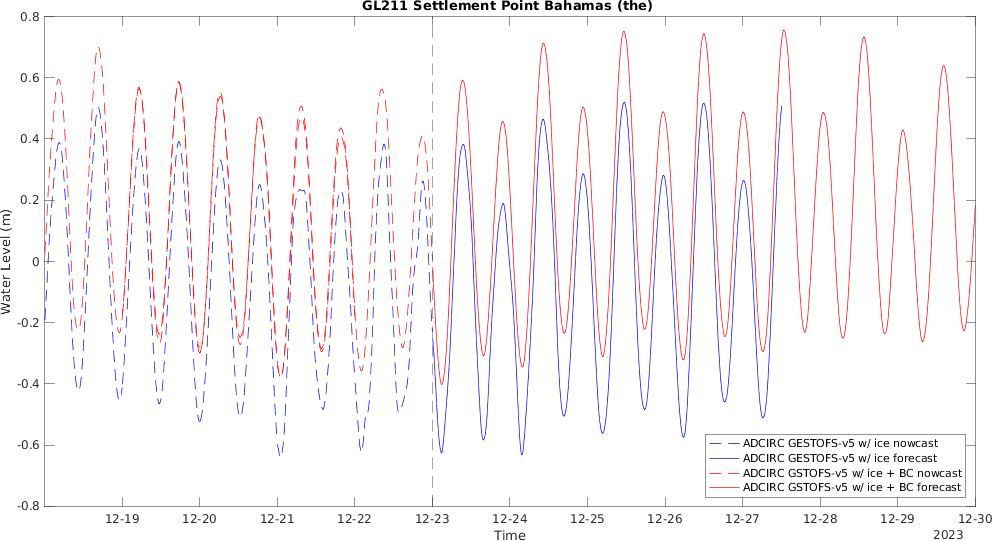 GL211 Settlement Point Bahamas (the)
0.8
0.6
0.4
0.2
0
-0.2
-0.4
-0.6
-0.8
Water Level (m)
ADCIRC GESTOFS-v5 w/ ice nowcast
ADCIRC GESTOFS-v5 w/ ice forecast
ADCIRC GSTOFS-v5 w/ ice + BC nowcast
ADCIRC GSTOFS-v5 w/ ice + BC forecast
12-19 12-20 12-21 12-22 12-23 12-24 12-25 12-26 12-27 12-28 12-29 12-30
Time
2023